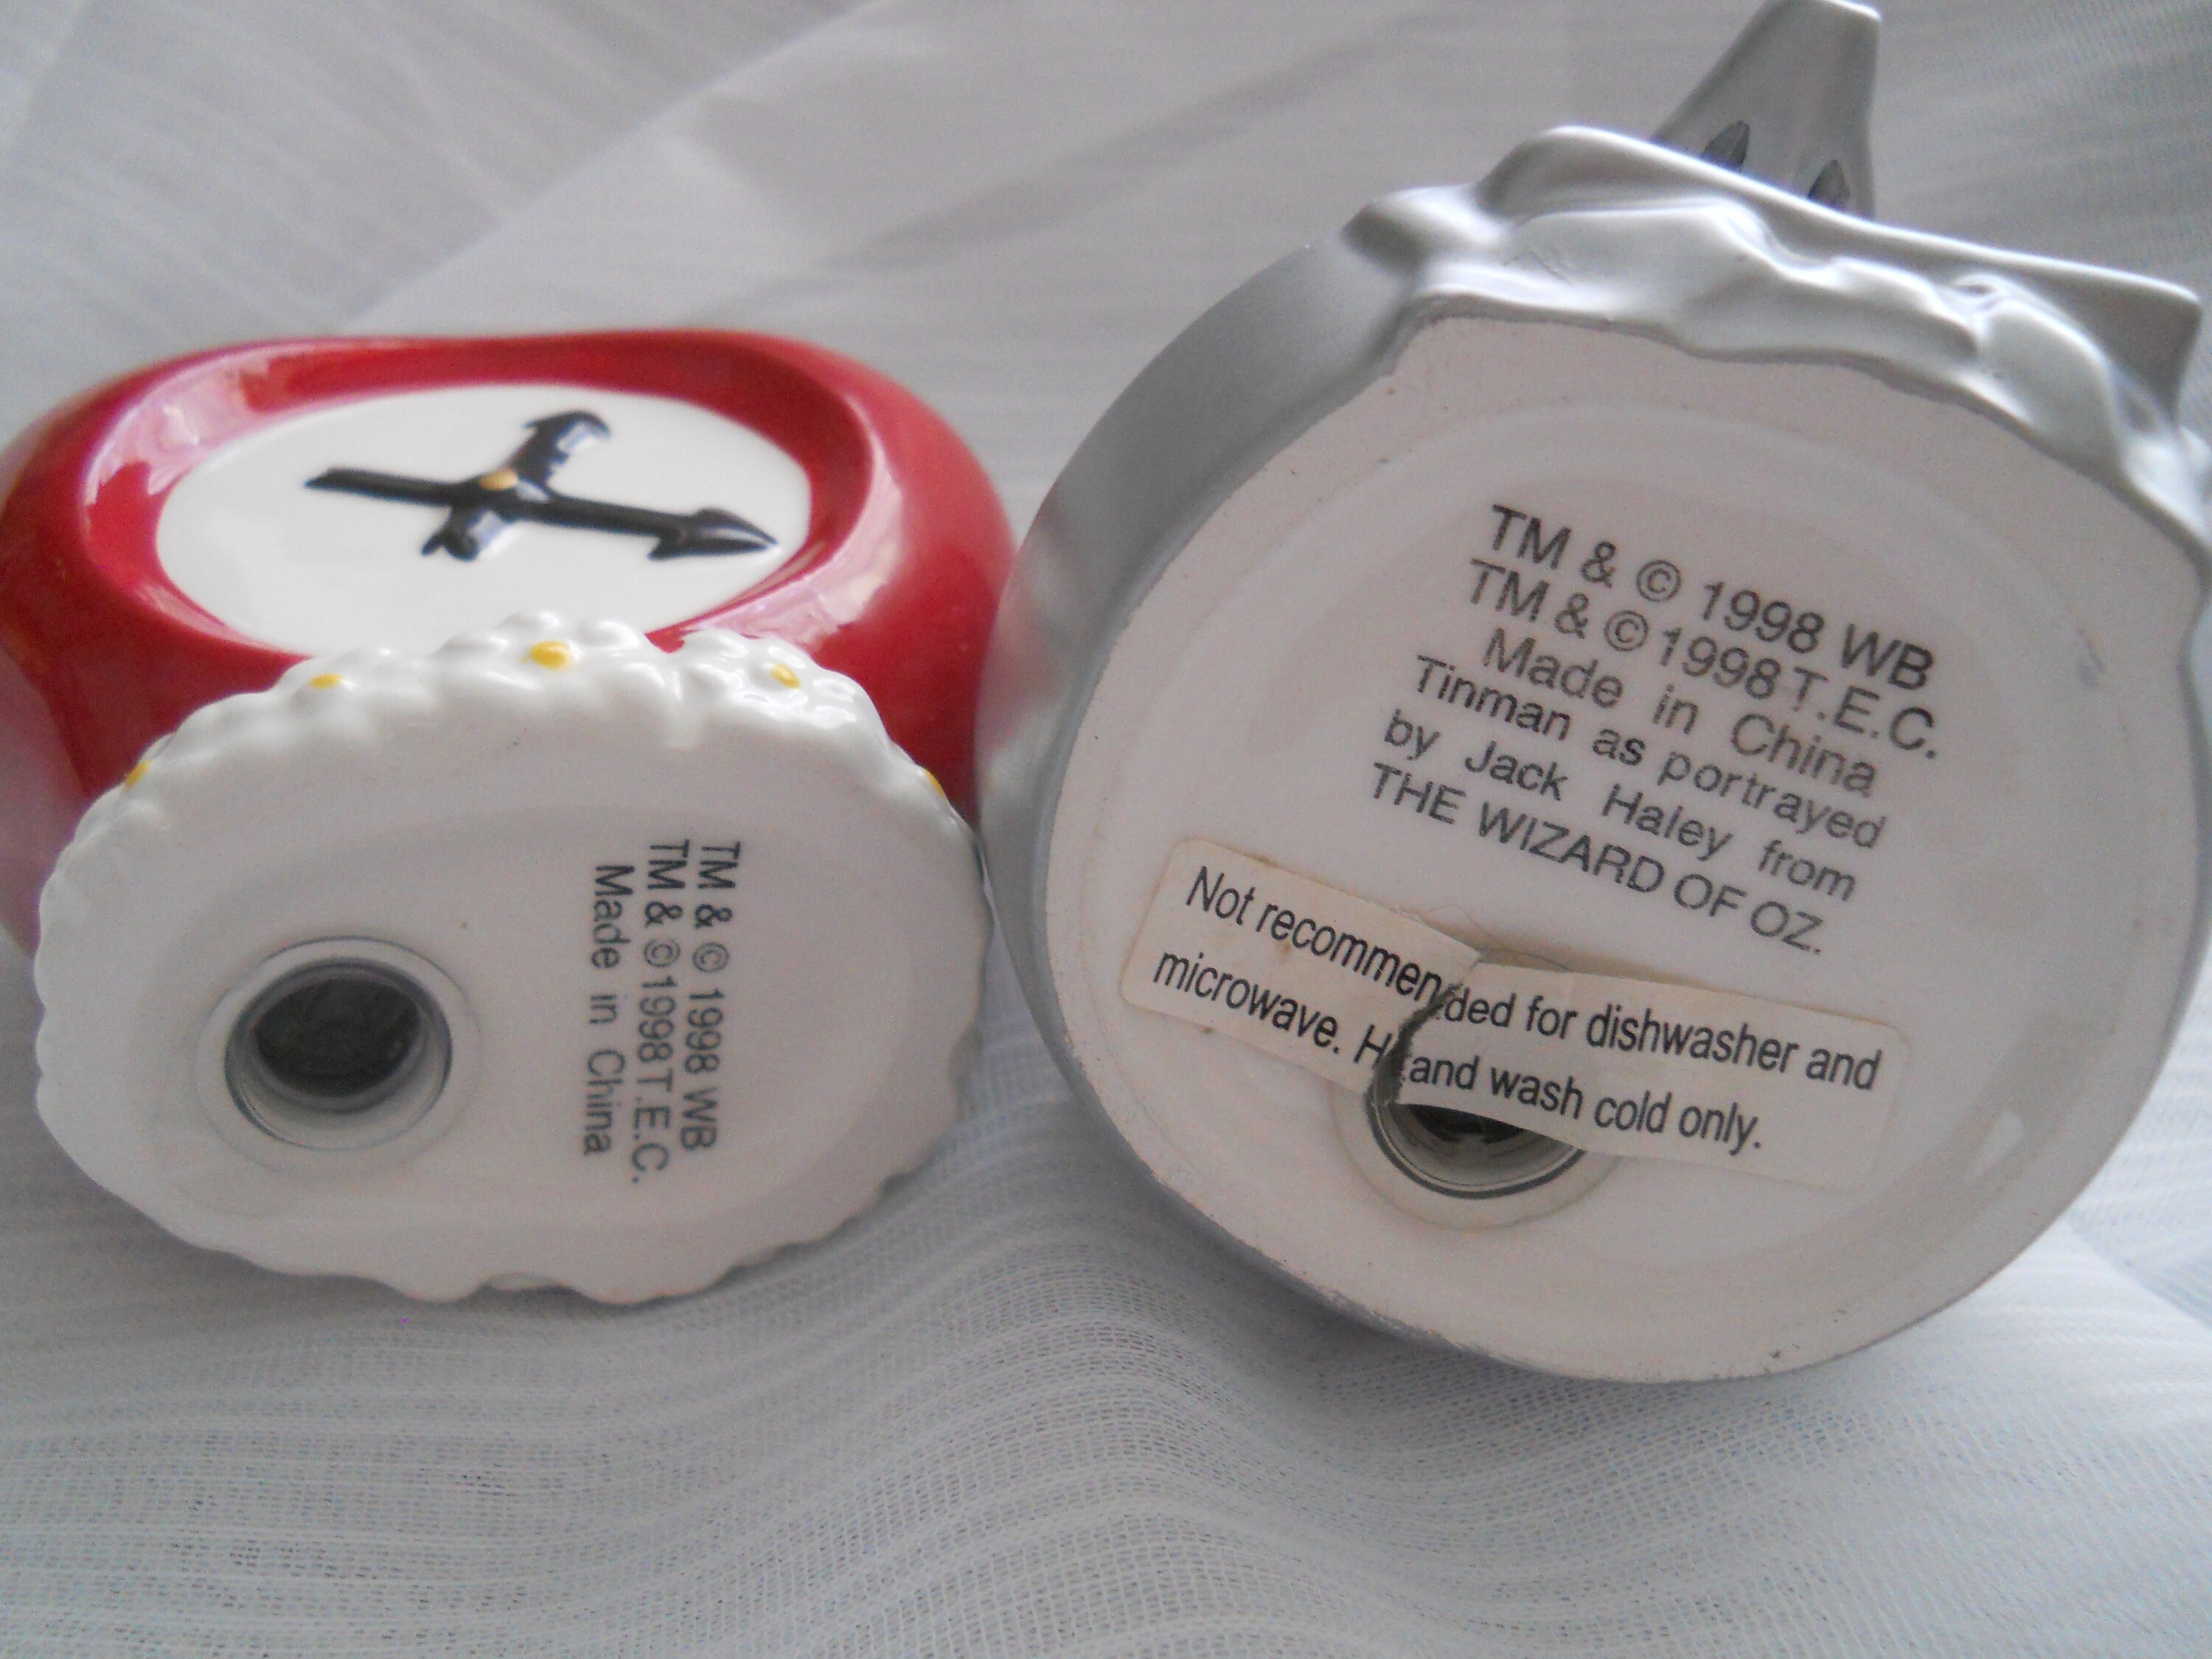 TM & © 1998 WB
TM & © 1998 T.E.C.
Made in China
TM & © 1998 WB
TM & © 1998 T.E.C.
Made in China
Tinman as portrayed
by Jack Haley from
THE WIZARD OF OZ.
Not recommended for dishwasher and
microwave. Hand wash cold only.